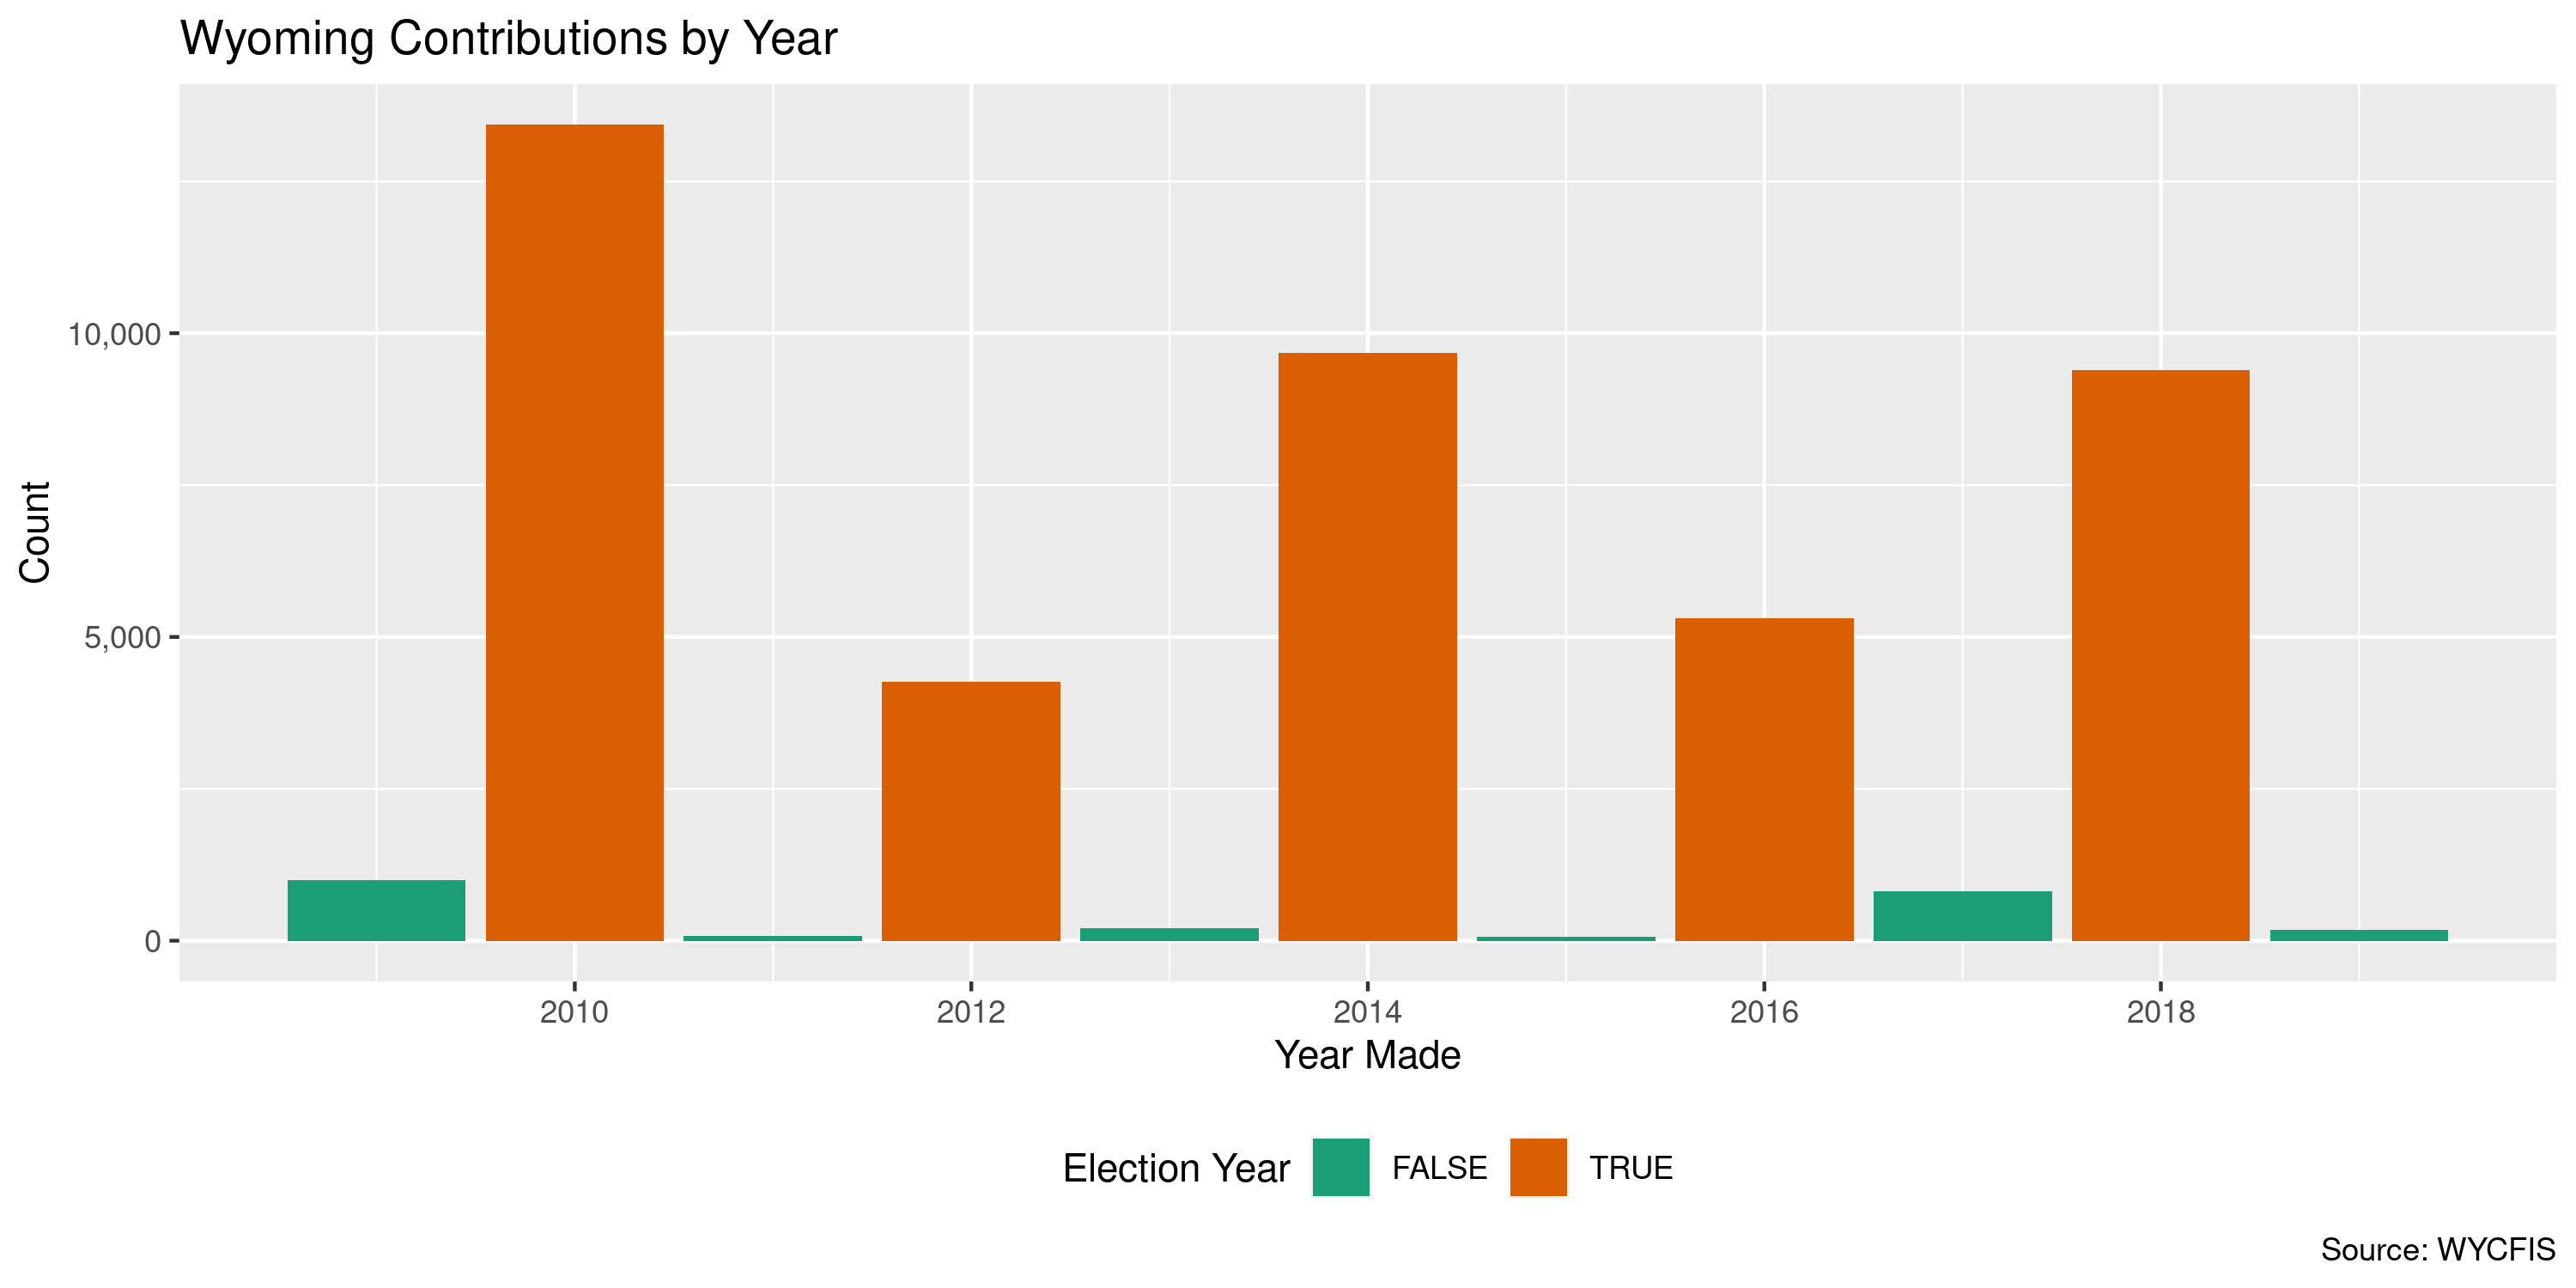 Wyoming Contributions by Year
Count
10,000
5,000
0
2010 2012 2014 2016 2018
Year Made
Election Year FALSE TRUE
Source: WYCFIS